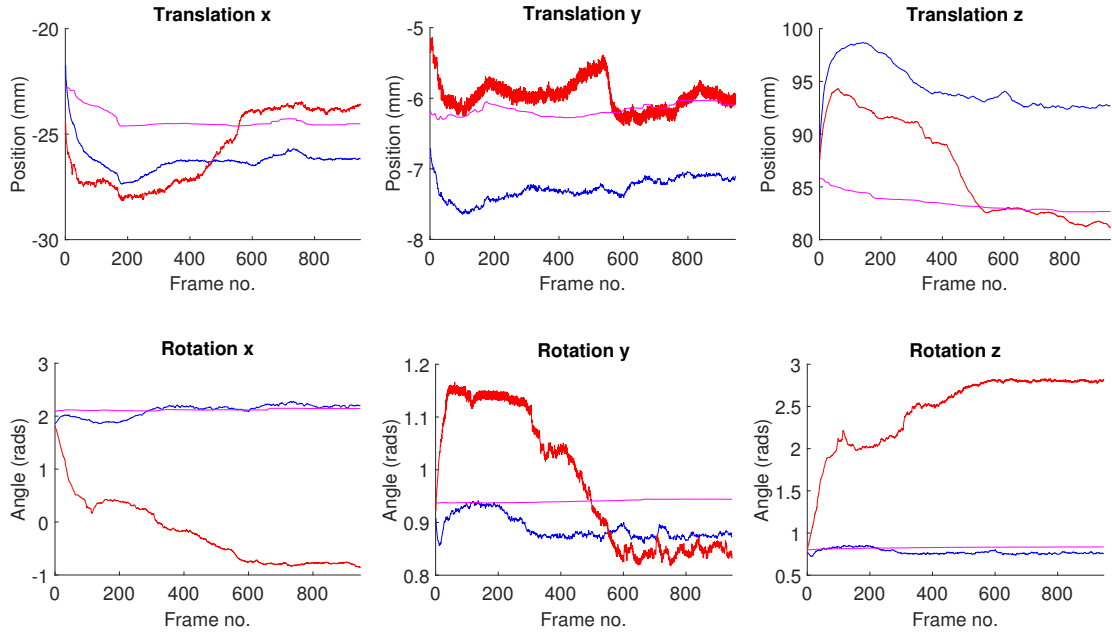 Translation x
Translation y
Translation z
Position (mm)
-20
-25
-30
0 200 400 600 800
Frame no.
Position (mm)
-5
-6
-7
-8
0 200 400 600 800
Frame no.
Position (mm)
100
95
90
85
80
0 200 400 600 800
Frame no.
Rotation x
Rotation y
Rotation z
Angle (rads)
3
2
1
0
-1
0 200 400 600 800
Frame no.
Angle (rads)
1.2
1.1
1
0.9
0.8
0 200 400 600 800
Frame no.
Angle (rads)
3
2.5
2
1.5
1
0.5
0 200 400 600 800
Frame no.